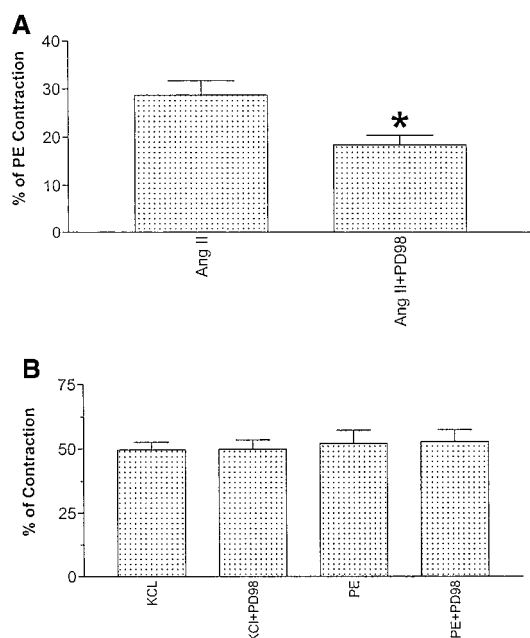 A
% of PE Contraction
40
30
20
10
0
*
Ang II
Ang II+PD98
B
% of Contraction
75
50
25
0
KCL
KCl+PD98
PE
PE+PD98